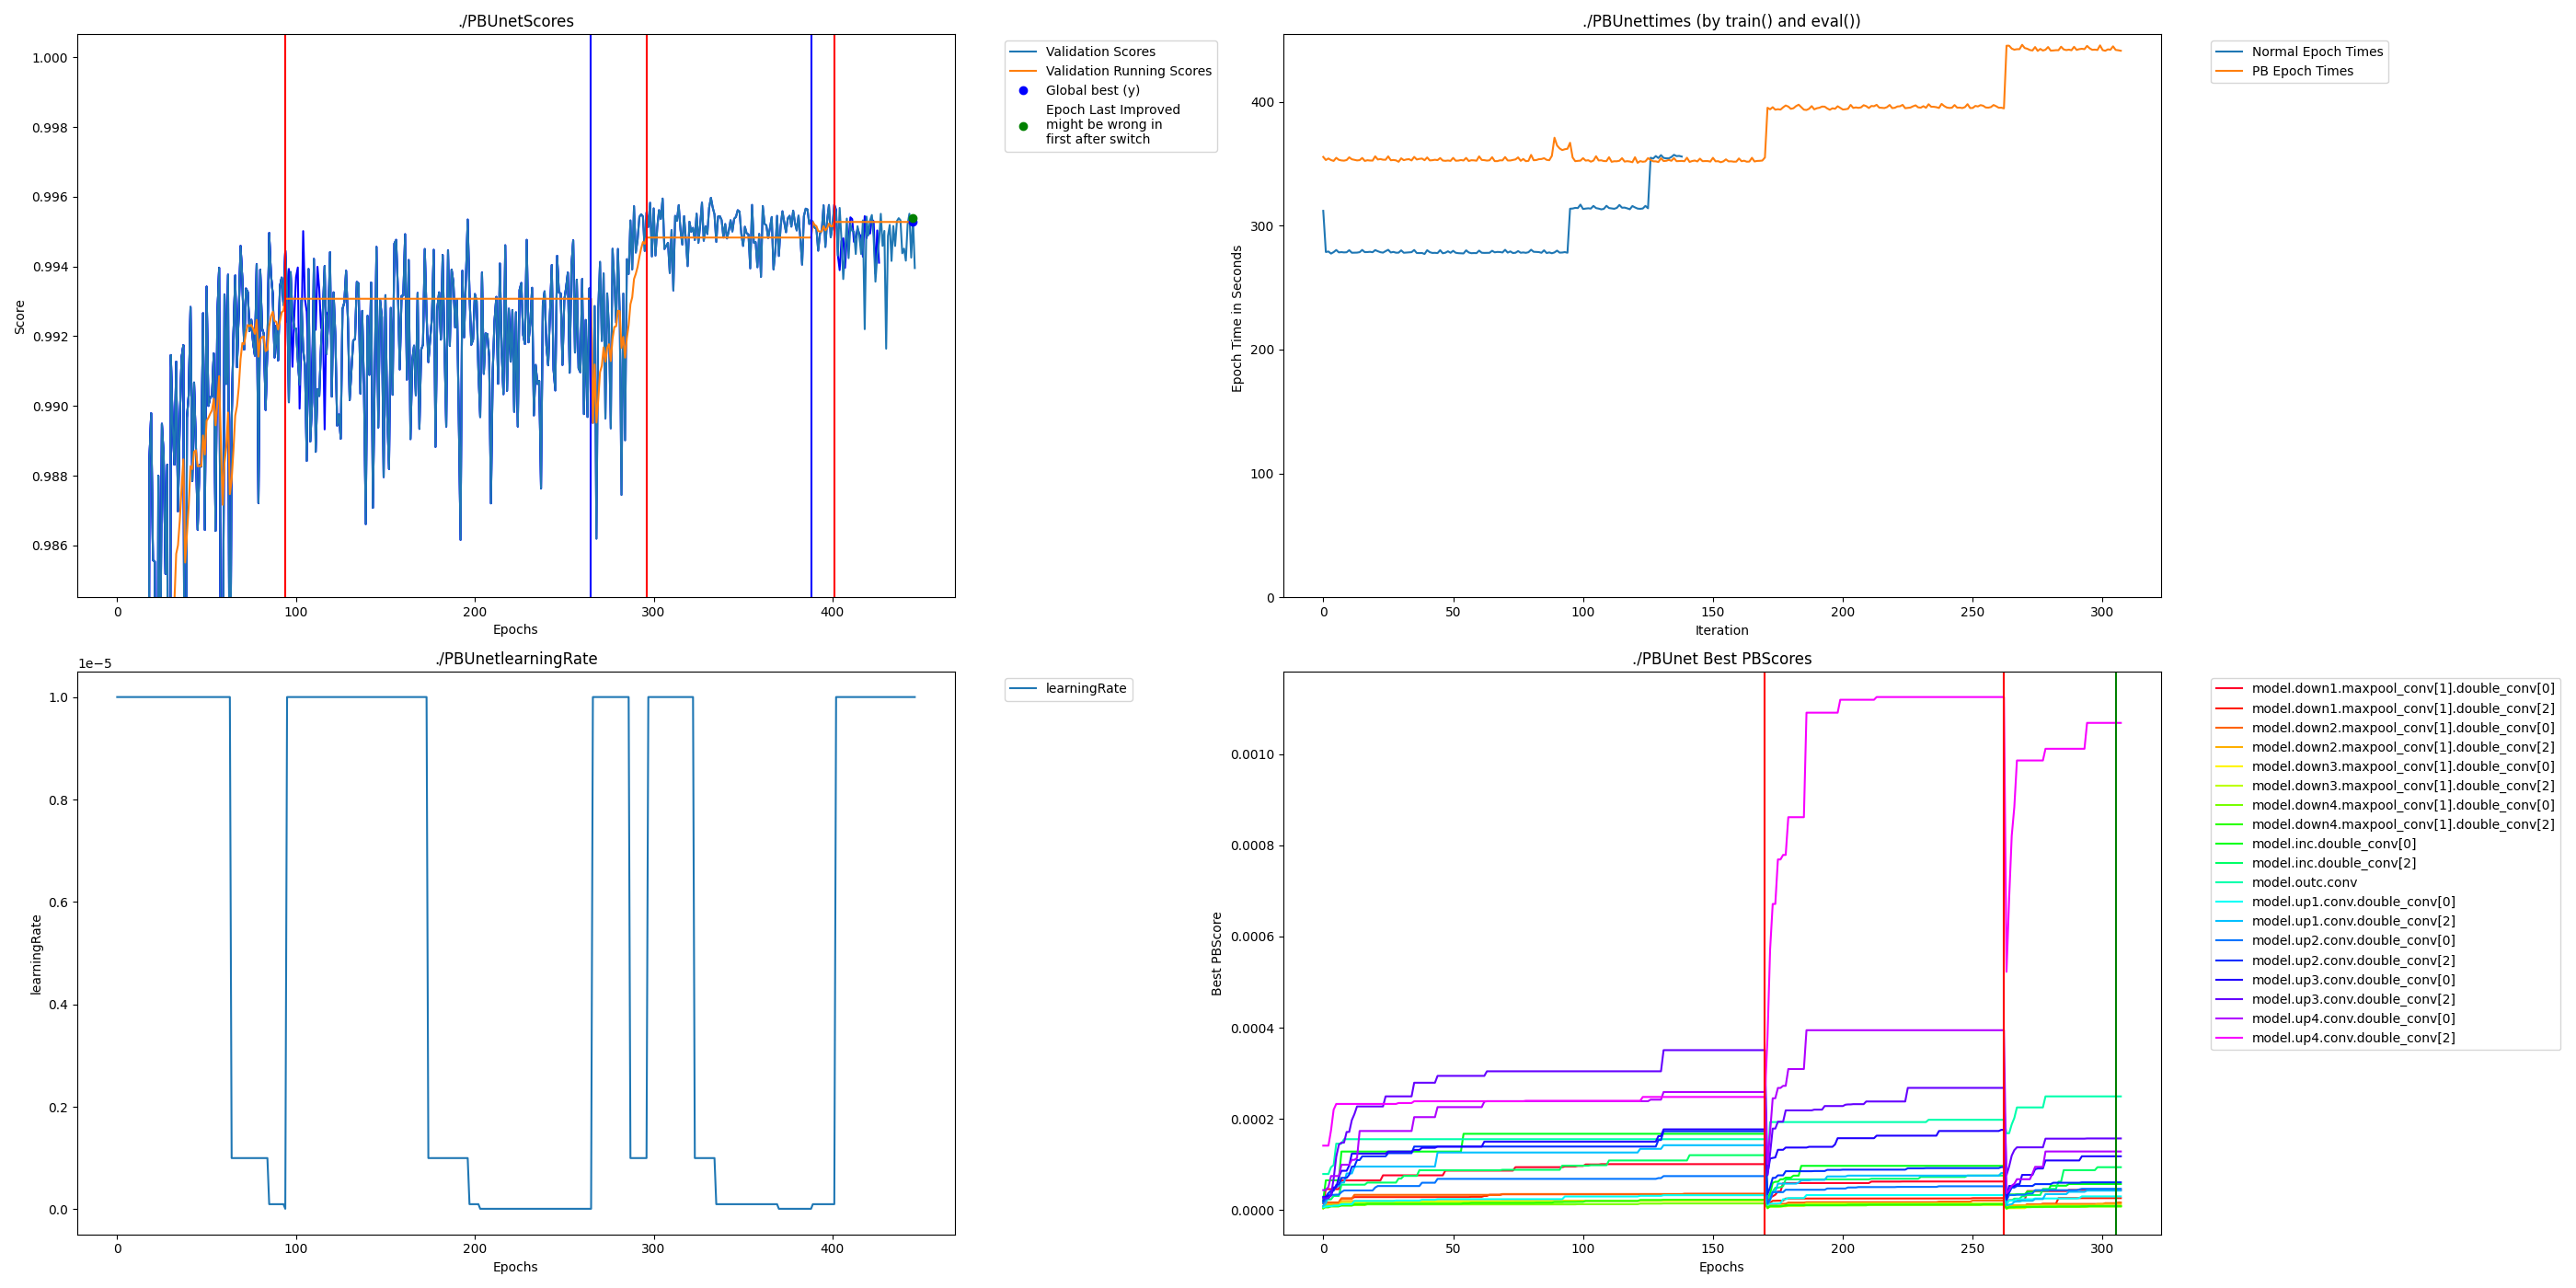 ./PBUnetScores
1.000
0.998
0.996
0.994
0.992
0.990
0.988
0.986
Score
0
100
200
300
400
Epochs
Validation Scores
Validation Running Scores
Global best (y)
Epoch Last Improved
might be wrong in
first after switch
./PBUnettimes (by train() and eval())
400
300
200
100
0
Epoch Time in Seconds
0
50
100
150
200
250
300
Iteration
Normal Epoch Times
PB Epoch Times
./PBUnetlearningRate
1e−5
1.0
0.8
0.6
0.4
0.2
0.0
learningRate
0
100
200
300
400
Epochs
learningRate
./PBUnet Best PBScores
0.0010
0.0008
0.0006
0.0004
0.0002
0.0000
Best PBScore
0
50
100
150
200
250
300
Epochs
model.down1.maxpool_conv[1].double_conv[0]
model.down1.maxpool_conv[1].double_conv[2]
model.down2.maxpool_conv[1].double_conv[0]
model.down2.maxpool_conv[1].double_conv[2]
model.down3.maxpool_conv[1].double_conv[0]
model.down3.maxpool_conv[1].double_conv[2]
model.down4.maxpool_conv[1].double_conv[0]
model.down4.maxpool_conv[1].double_conv[2]
model.inc.double_conv[0]
model.inc.double_conv[2]
model.outc.conv
model.up1.conv.double_conv[0]
model.up1.conv.double_conv[2]
model.up2.conv.double_conv[0]
model.up2.conv.double_conv[2]
model.up3.conv.double_conv[0]
model.up3.conv.double_conv[2]
model.up4.conv.double_conv[0]
model.up4.conv.double_conv[2]